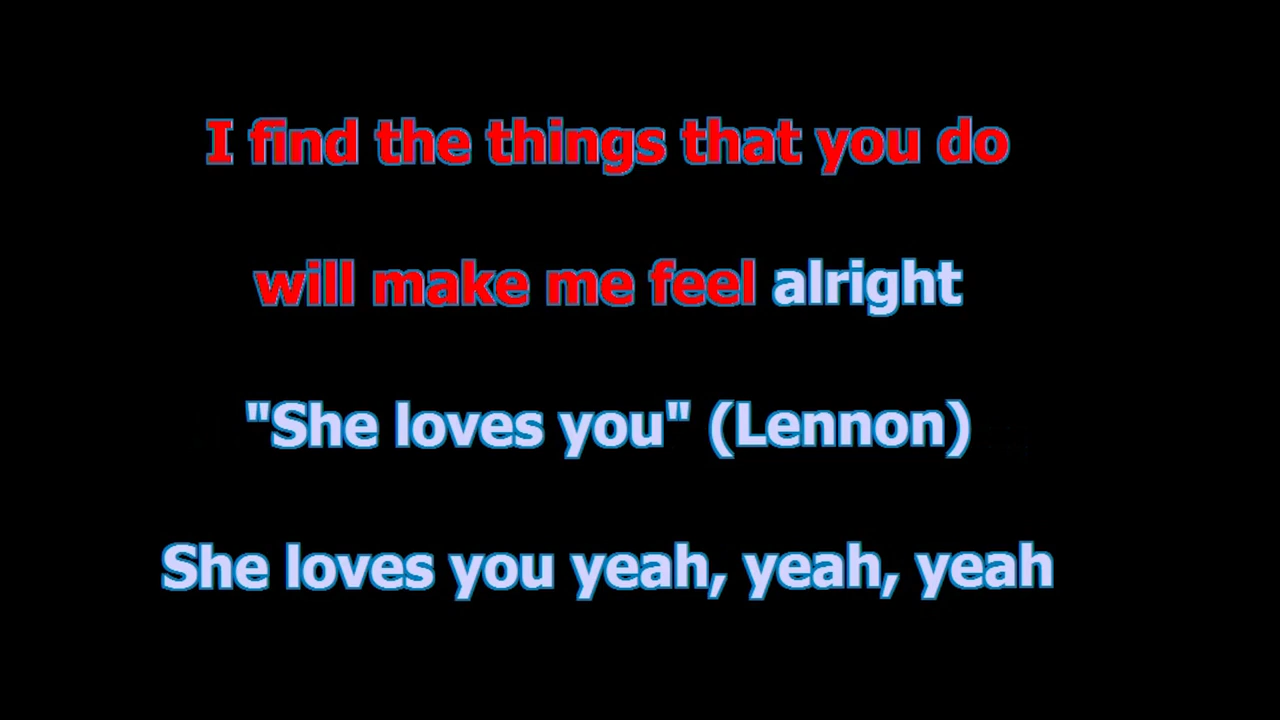 I find the things that you do
will make me feel alright
"She loves you" (Lennon)
She loves you yeah, yeah, yeah